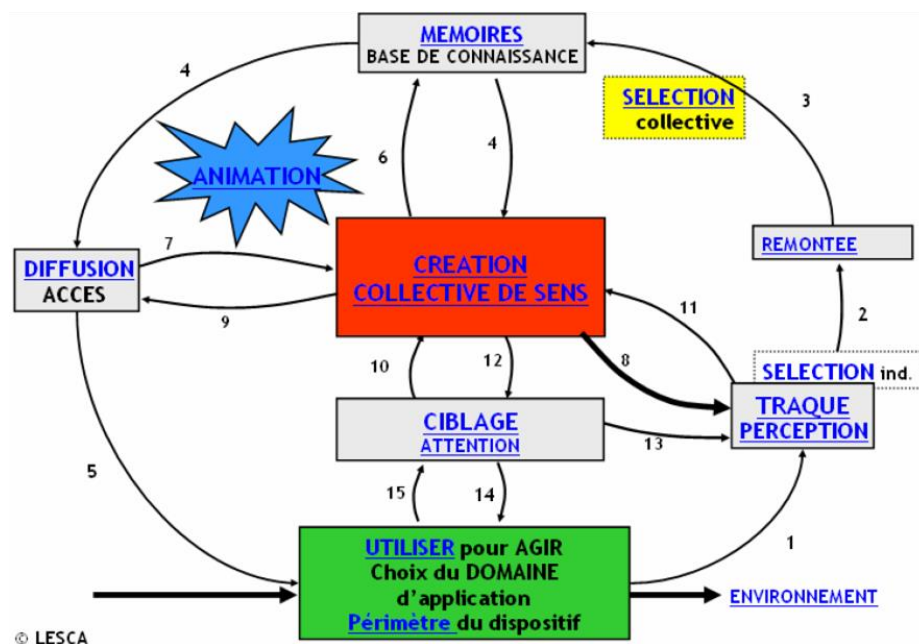 MEMOIRES
BASE DE CONNAISSANCE
4
SELECTION
collective
3
6
4
ANIMATION
7
DIFFUSION
ACCES
CREATION
COLLECTIVE DE SENS
REMONTEE
9
11
2
10
12
8
SELECTION ind.
CIBLAGE
ATTENTION
TRAQUE
PERCEPTION
13
5
15
14
1
UTILISER pour AGIR
Choix du DOMAINE
d'application
Périmètre du dispositif
ENVIRONNEMENT
© LESCA